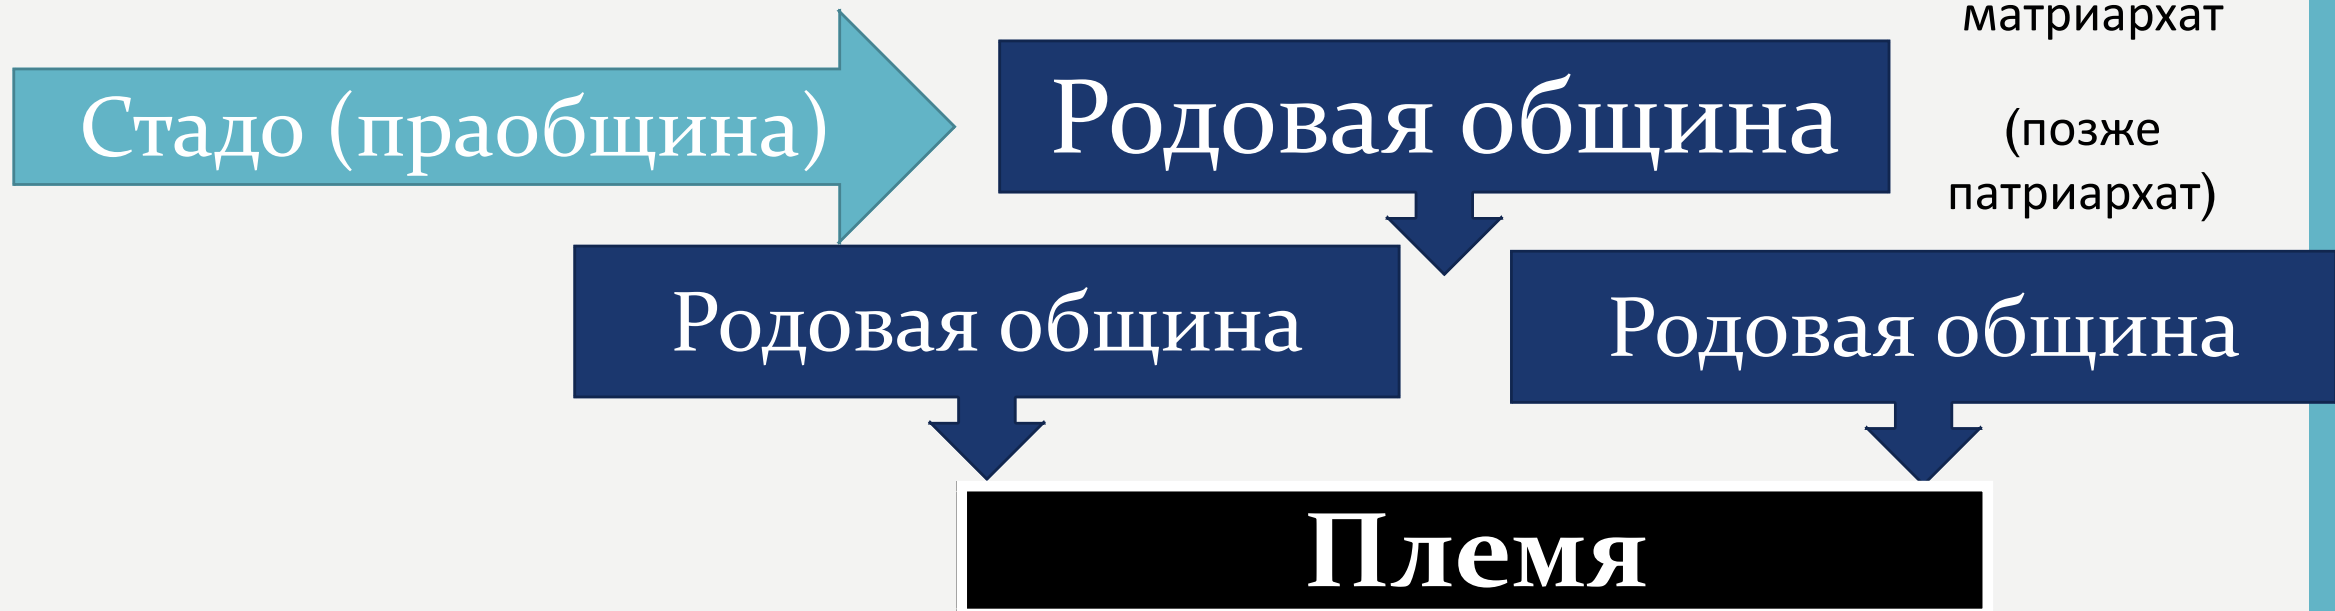 Стадо (праобщина)
Родовая община
матриархат
(позже
патриархат)
Родовая община
Родовая община
Племя